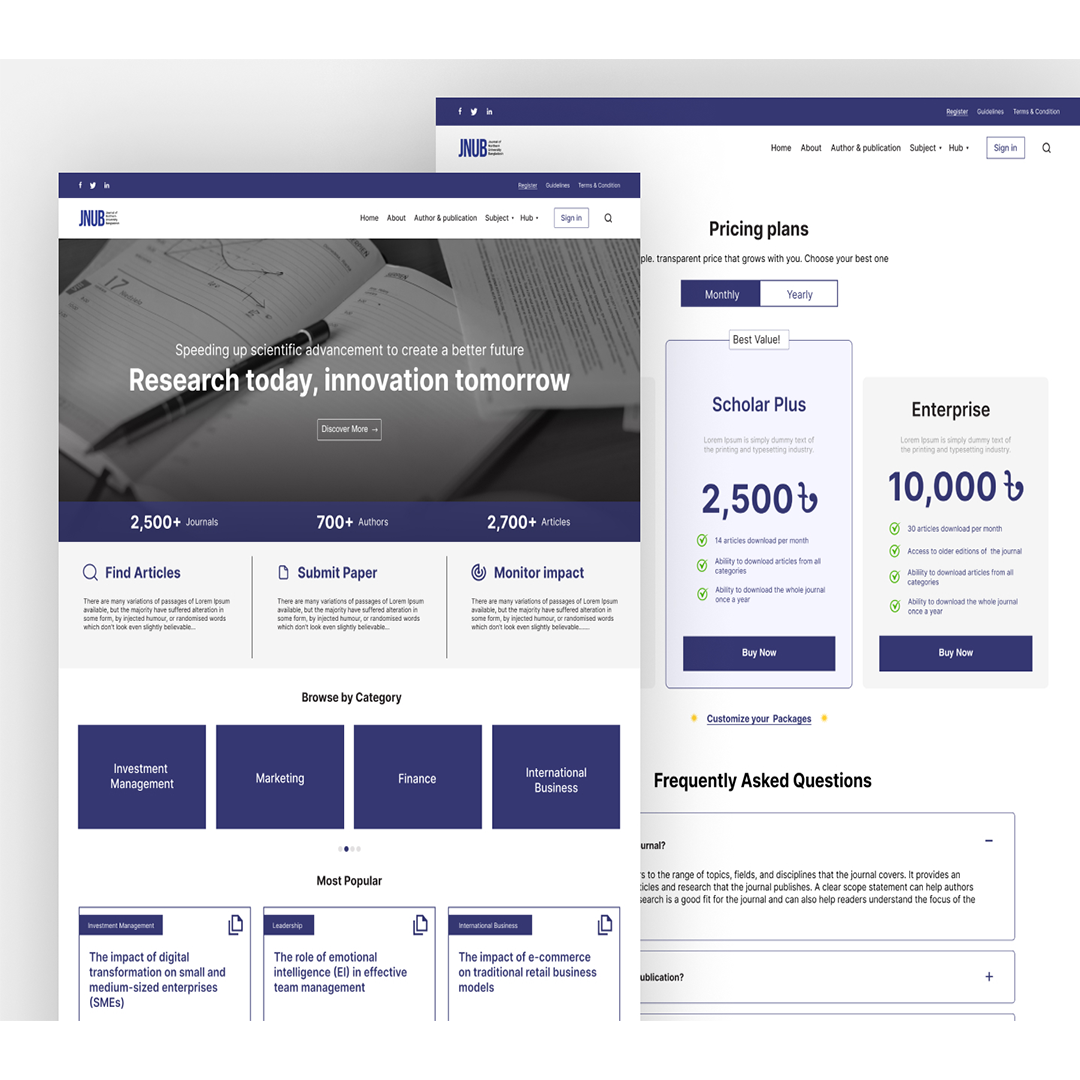 Register Guidelines Terms & Condition
JNUB
Home About Author & publication Subject Hub Sign in
Speeding up scientific advancement to create a better future
Research today, innovation tomorrow
Discover More →
2,500+ Journals 700+ Authors 2,700+ Articles
Find Articles
There are many variations of passages of Lorem Ipsum
available, but the majority have suffered alteration in
some form, by injected humour, or randomised words
which don't look even slightly believable...
Submit Paper
There are many variations of passages of Lorem Ipsum
available, but the majority have suffered alteration in
some form, by injected humour, or randomised words
which don't look even slightly believable...
Monitor impact
There are many variations of passages of Lorem Ipsum
available, but the majority have suffered alteration in
some form, by injected humour, or randomised words
which don't look even slightly believable......
Browse by Category
Investment
Management
Marketing
Finance
International
Business
Most Popular
Investment Management
The impact of digital
transformation on small and
medium-sized enterprises
(SMEs)
Leadership
The role of emotional
intelligence (EI) in effective
team management
International Business
The impact of e-commerce
on traditional retail business
models
Register Guidelines Terms & Condition
JNUB
Home About Author & publication Subject Hub Sign in
Pricing plans
ple. transparent price that grows with you. Choose your best one
Monthly Yearly
Best Value!
Scholar Plus
Lorem Ipsum is simply dummy text of
the printing and typesetting industry.
2,500 ৳
14 articles download per month
Ability to download articles from all
categories
Ability to download the whole journal
once a year
Buy Now
Enterprise
Lorem Ipsum is simply dummy text of
the printing and typesetting industry.
10,000 ৳
30 articles download per month
Access to older editions of the journal
Ability to download articles from all
categories
Ability to download the whole journal
once a year
Buy Now
Customize your Packages
Frequently Asked Questions
urnal?
s to the range of topics, fields, and disciplines that the journal covers. It provides an
ticles and research that the journal publishes. A clear scope statement can help authors
search is a good fit for the journal and can also help readers understand the focus of the
ublication?